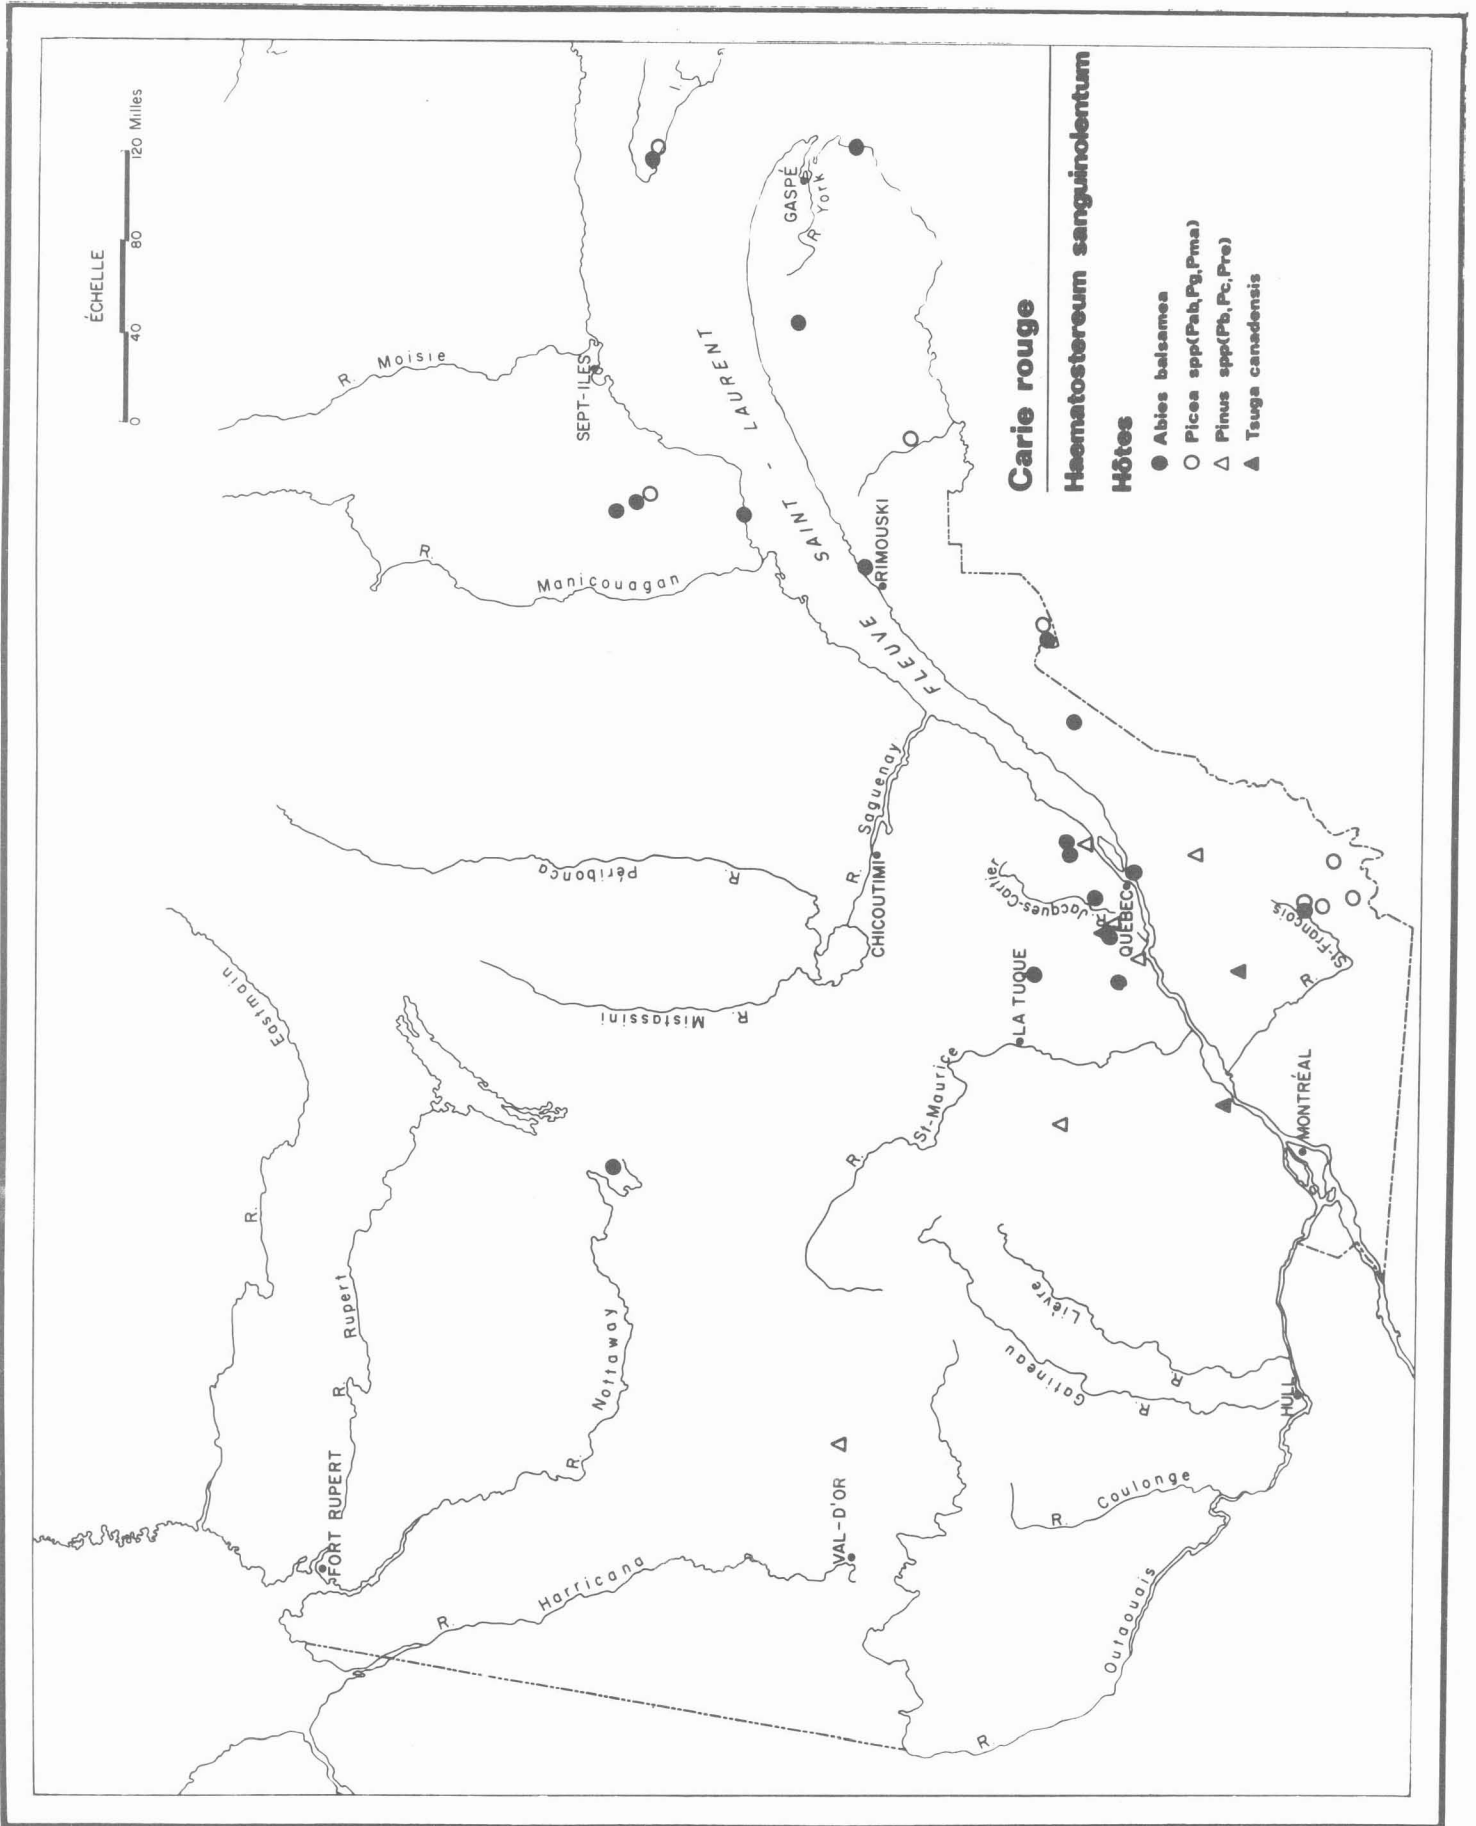 ÉCHELLE
0 40 80 120 Milles
R. Moisie
SEPT-ILES
R. Manicouagan
FLEUVE SAINT - LAURENT
GASPÉ
R. York
I.
RIMOUSKI
R. Eastmain
R. Rupert
FORT RUPERT
R. Nottaway
R. Harricana
VAL-D'OR
R. Péribonca
R. Mistassini
R. Saguenay
CHICOUTIMI
R. Jacques-Cartier
QUÉBEC
LA TUQUE
R. St-Maurice
R. St-François
MONTRÉAL
R. Lièvre
R. Gatineau
HULL
R. Coulonge
R. Outaouais
Carie rouge
Haematostereum sanguinolentum
Hôtes
Abies balsamea
Picea spp(Pab,Pg,Pma)
Pinus spp(Pb,Pc,Pre)
Tsuga canadensis